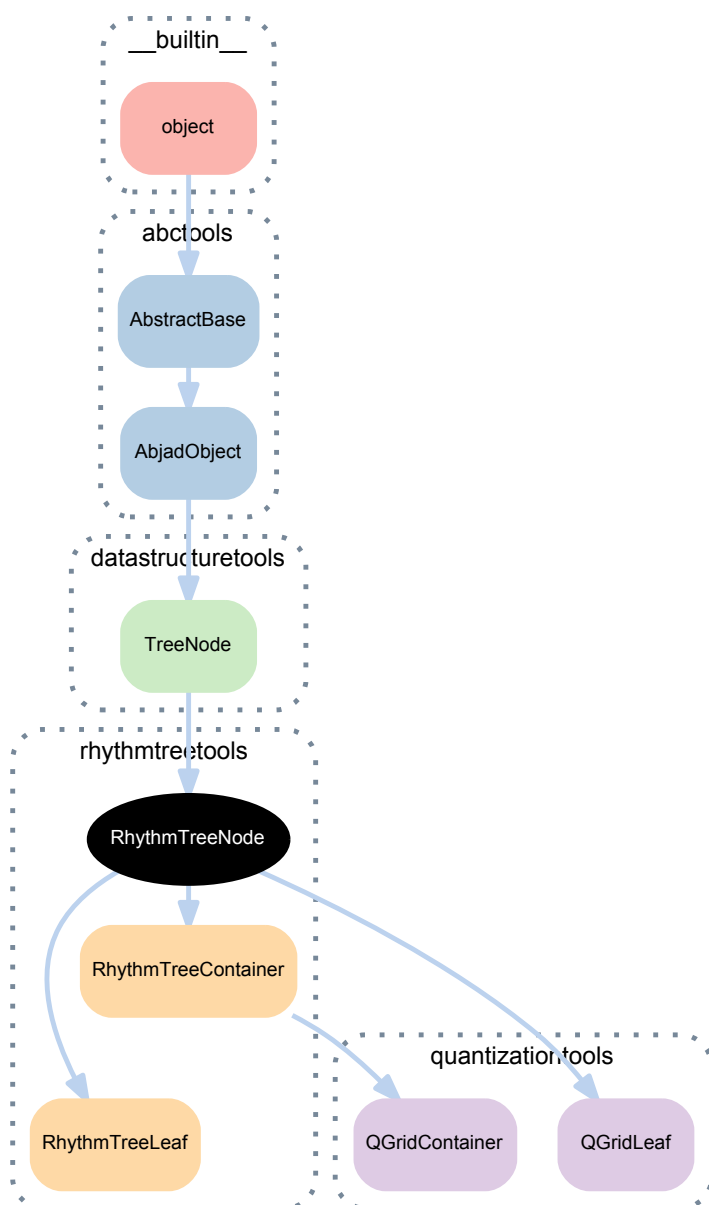 __builtin__
object
abctools
AbstractBase
AbjadObject
datastructuretools
TreeNode
rhythmtreetools
RhythmTreeNode
RhythmTreeContainer
quantizationtools
RhythmTreeLeaf
QGridContainer
QGridLeaf